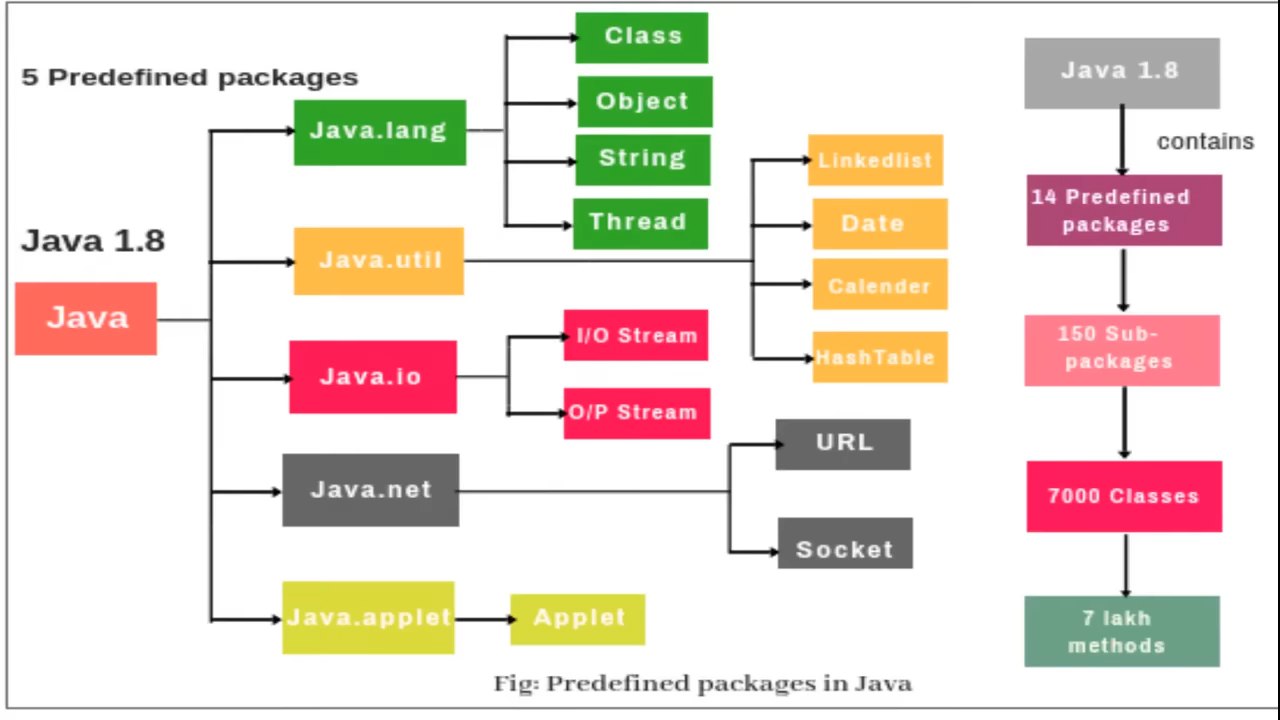 5 Predefined packages
Java 1.8
Java
Java.lang
Class
Object
String
Thread
Java.util
Linkedlist
Date
Calender
HashTable
Java.io
I/O Stream
O/P Stream
Java.net
URL
Socket
Java.applet
Applet
Java 1.8
contains
14 Predefined
packages
150 Sub-
packages
7000 Classes
7 lakh
methods
Fig: Predefined packages in Java